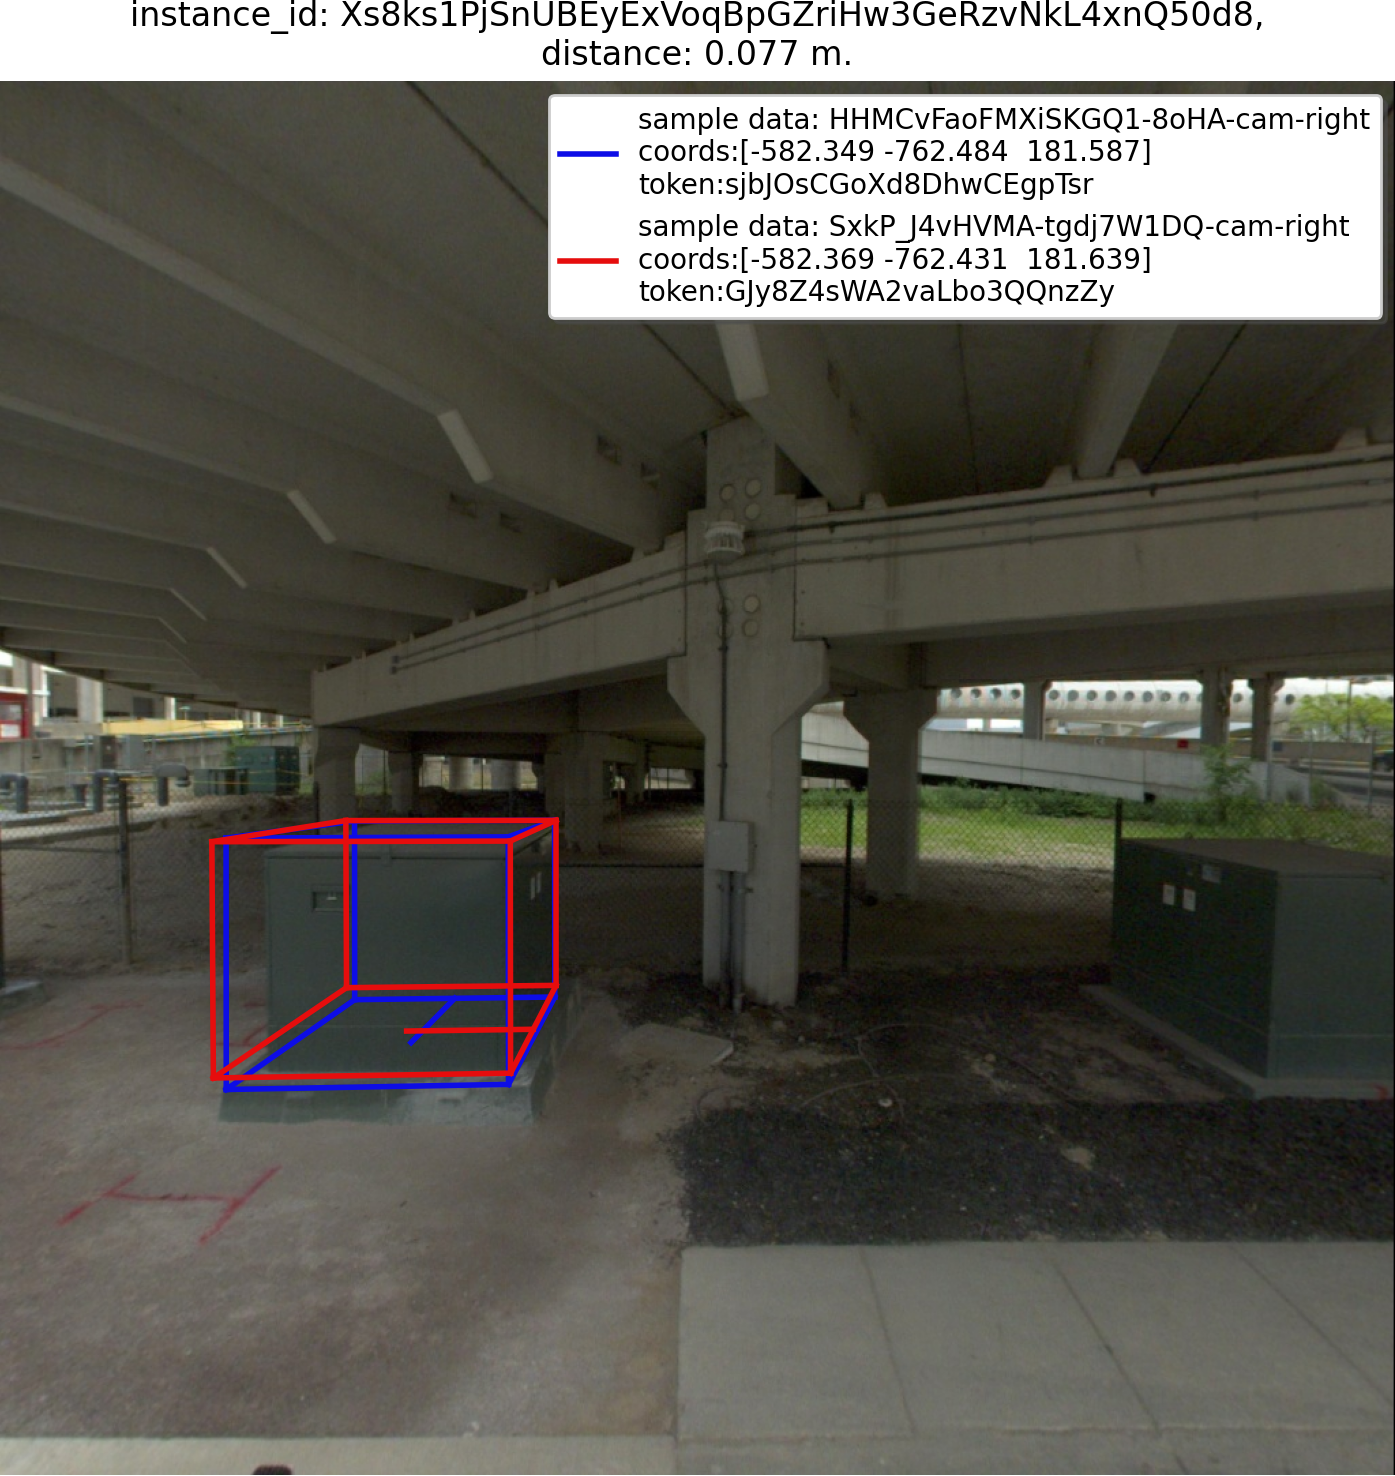 instance_id: Xs8ks1PjSnUBEyExVoqBpGZriHw3GeRzvNkL4xnQ50d8,
distance: 0.077 m.
sample data: HHMCvFaoFMXiSKGQ1-8oHA-cam-right
coords:[-582.349 -762.484  181.587]
token:sjbJOsCGoXd8DhwCEgpTsr
sample data: SxkP_J4vHVMA-tgdj7W1DQ-cam-right
coords:[-582.369 -762.431  181.639]
token:GJy8Z4sWA2vaLbo3QQnzZy